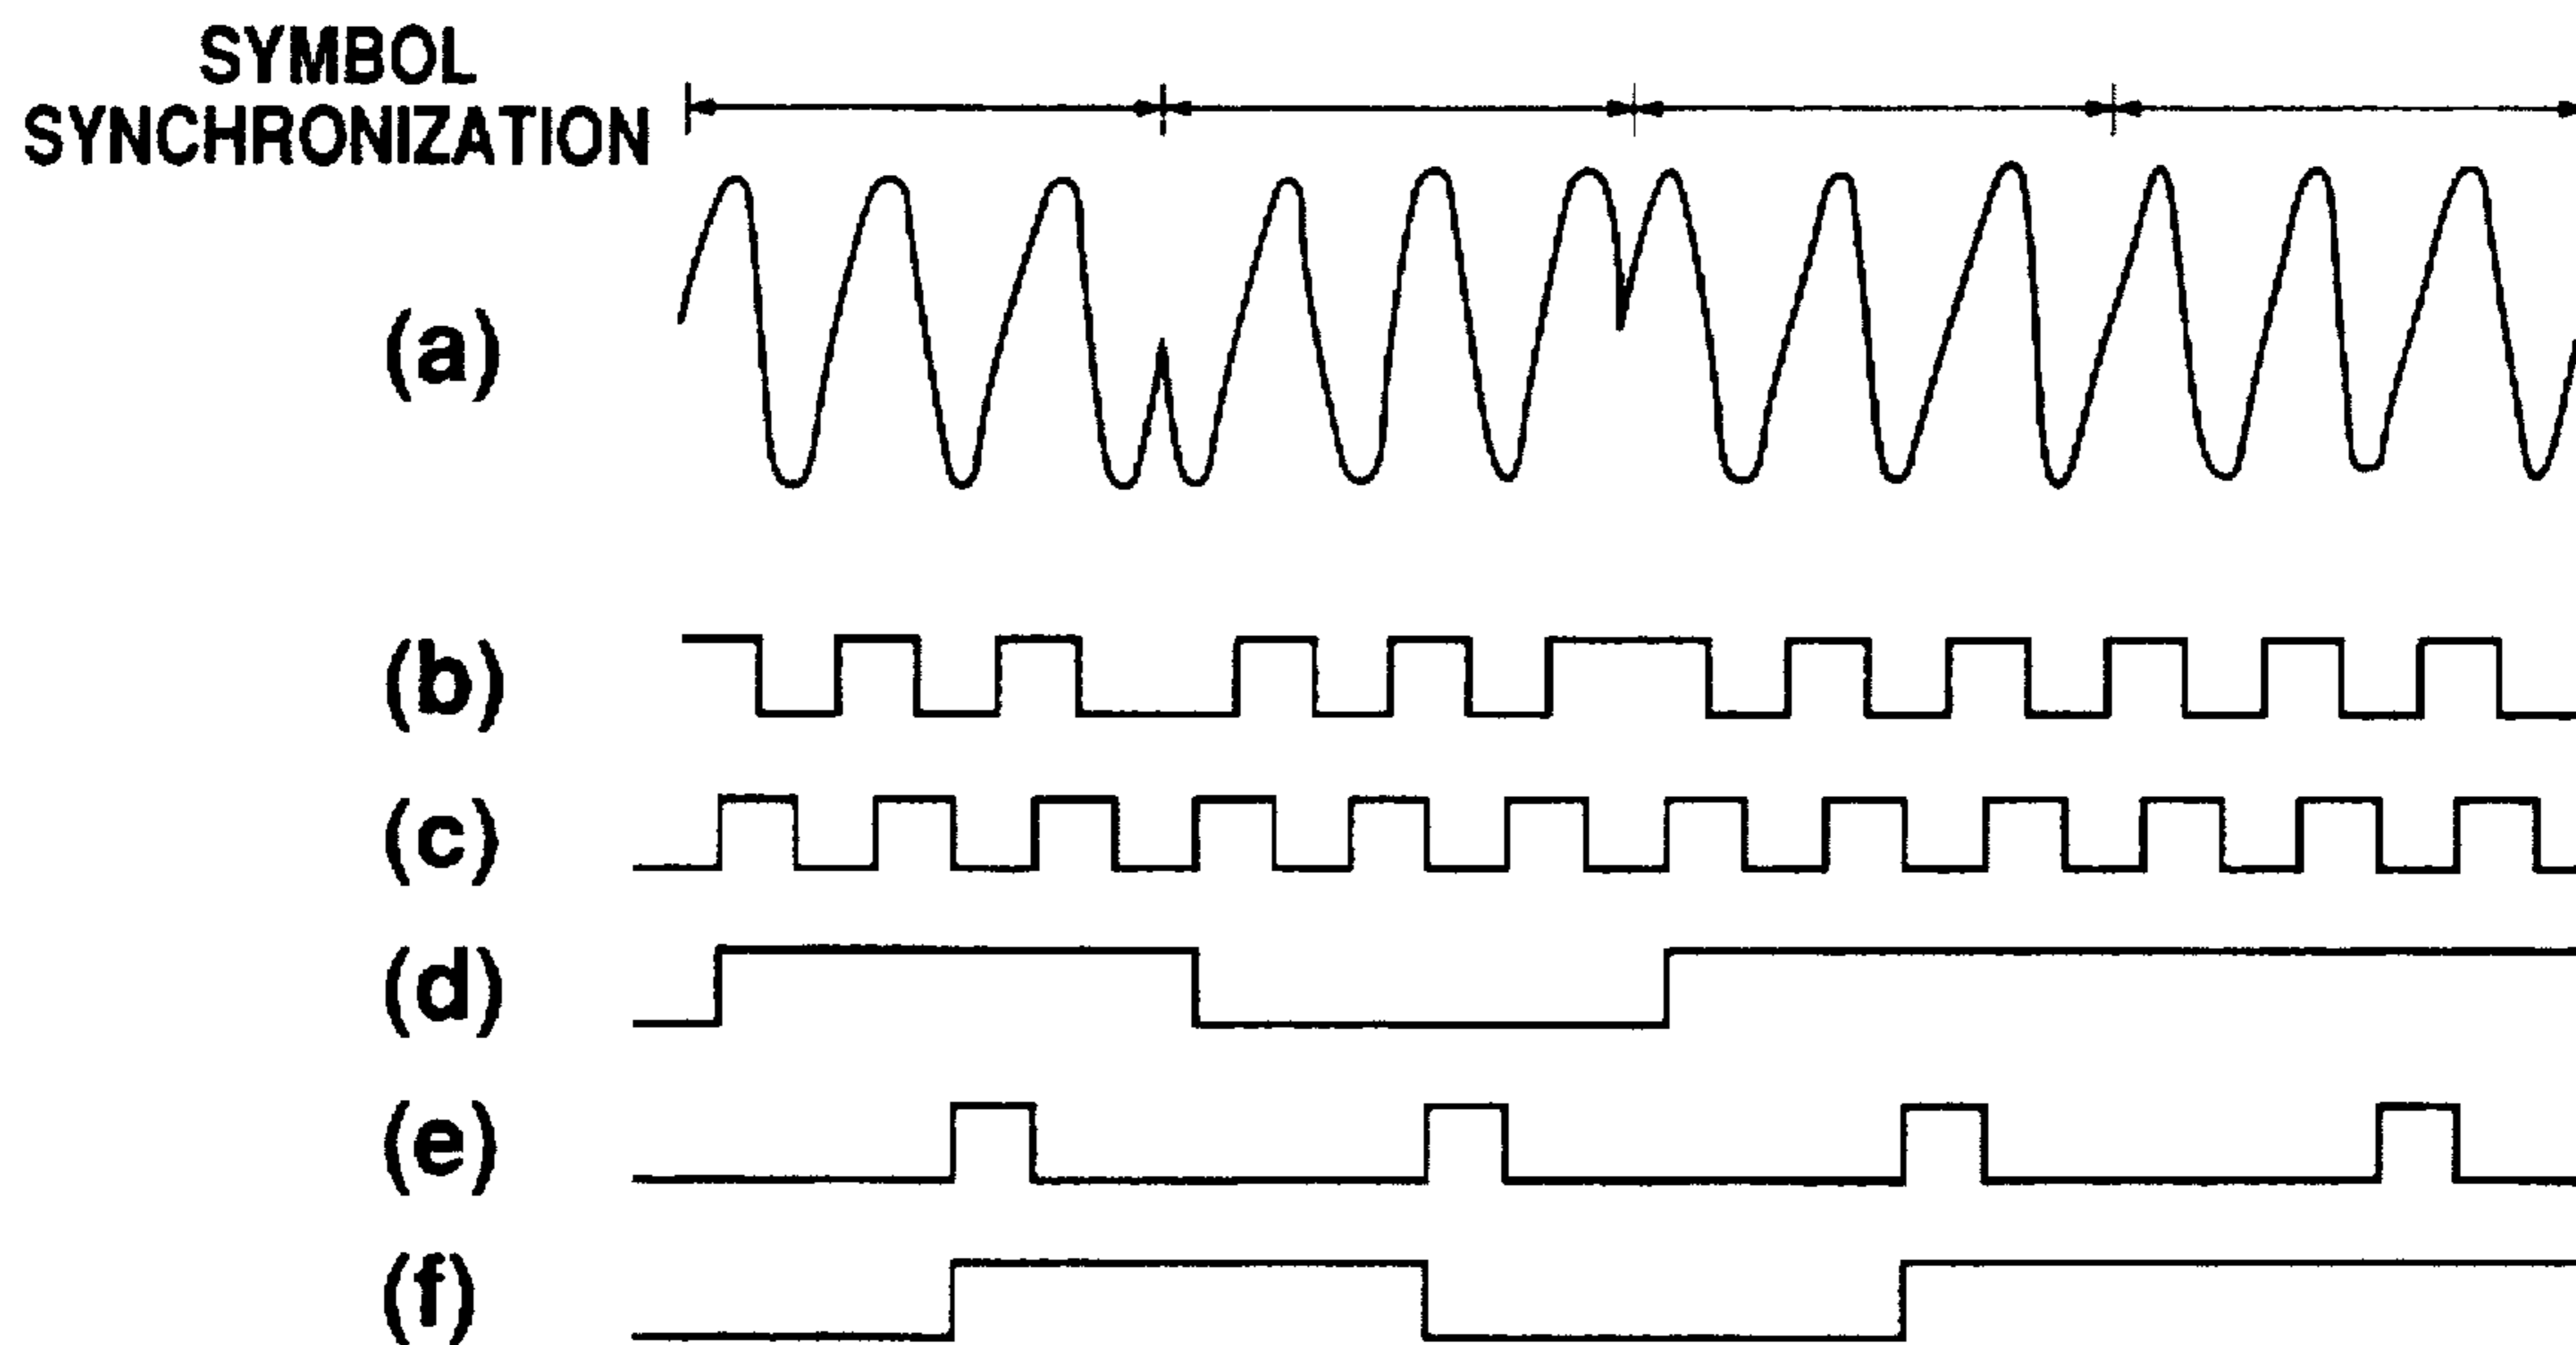 SYMBOL
SYNCHRONIZATION
(a)
(b)
(c)
(d)
(e)
(f)